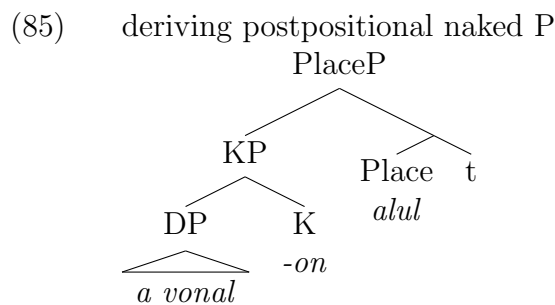 (85) deriving postpositional naked P
PlaceP
KP
Place t
alul
DP K
-on
a vonal